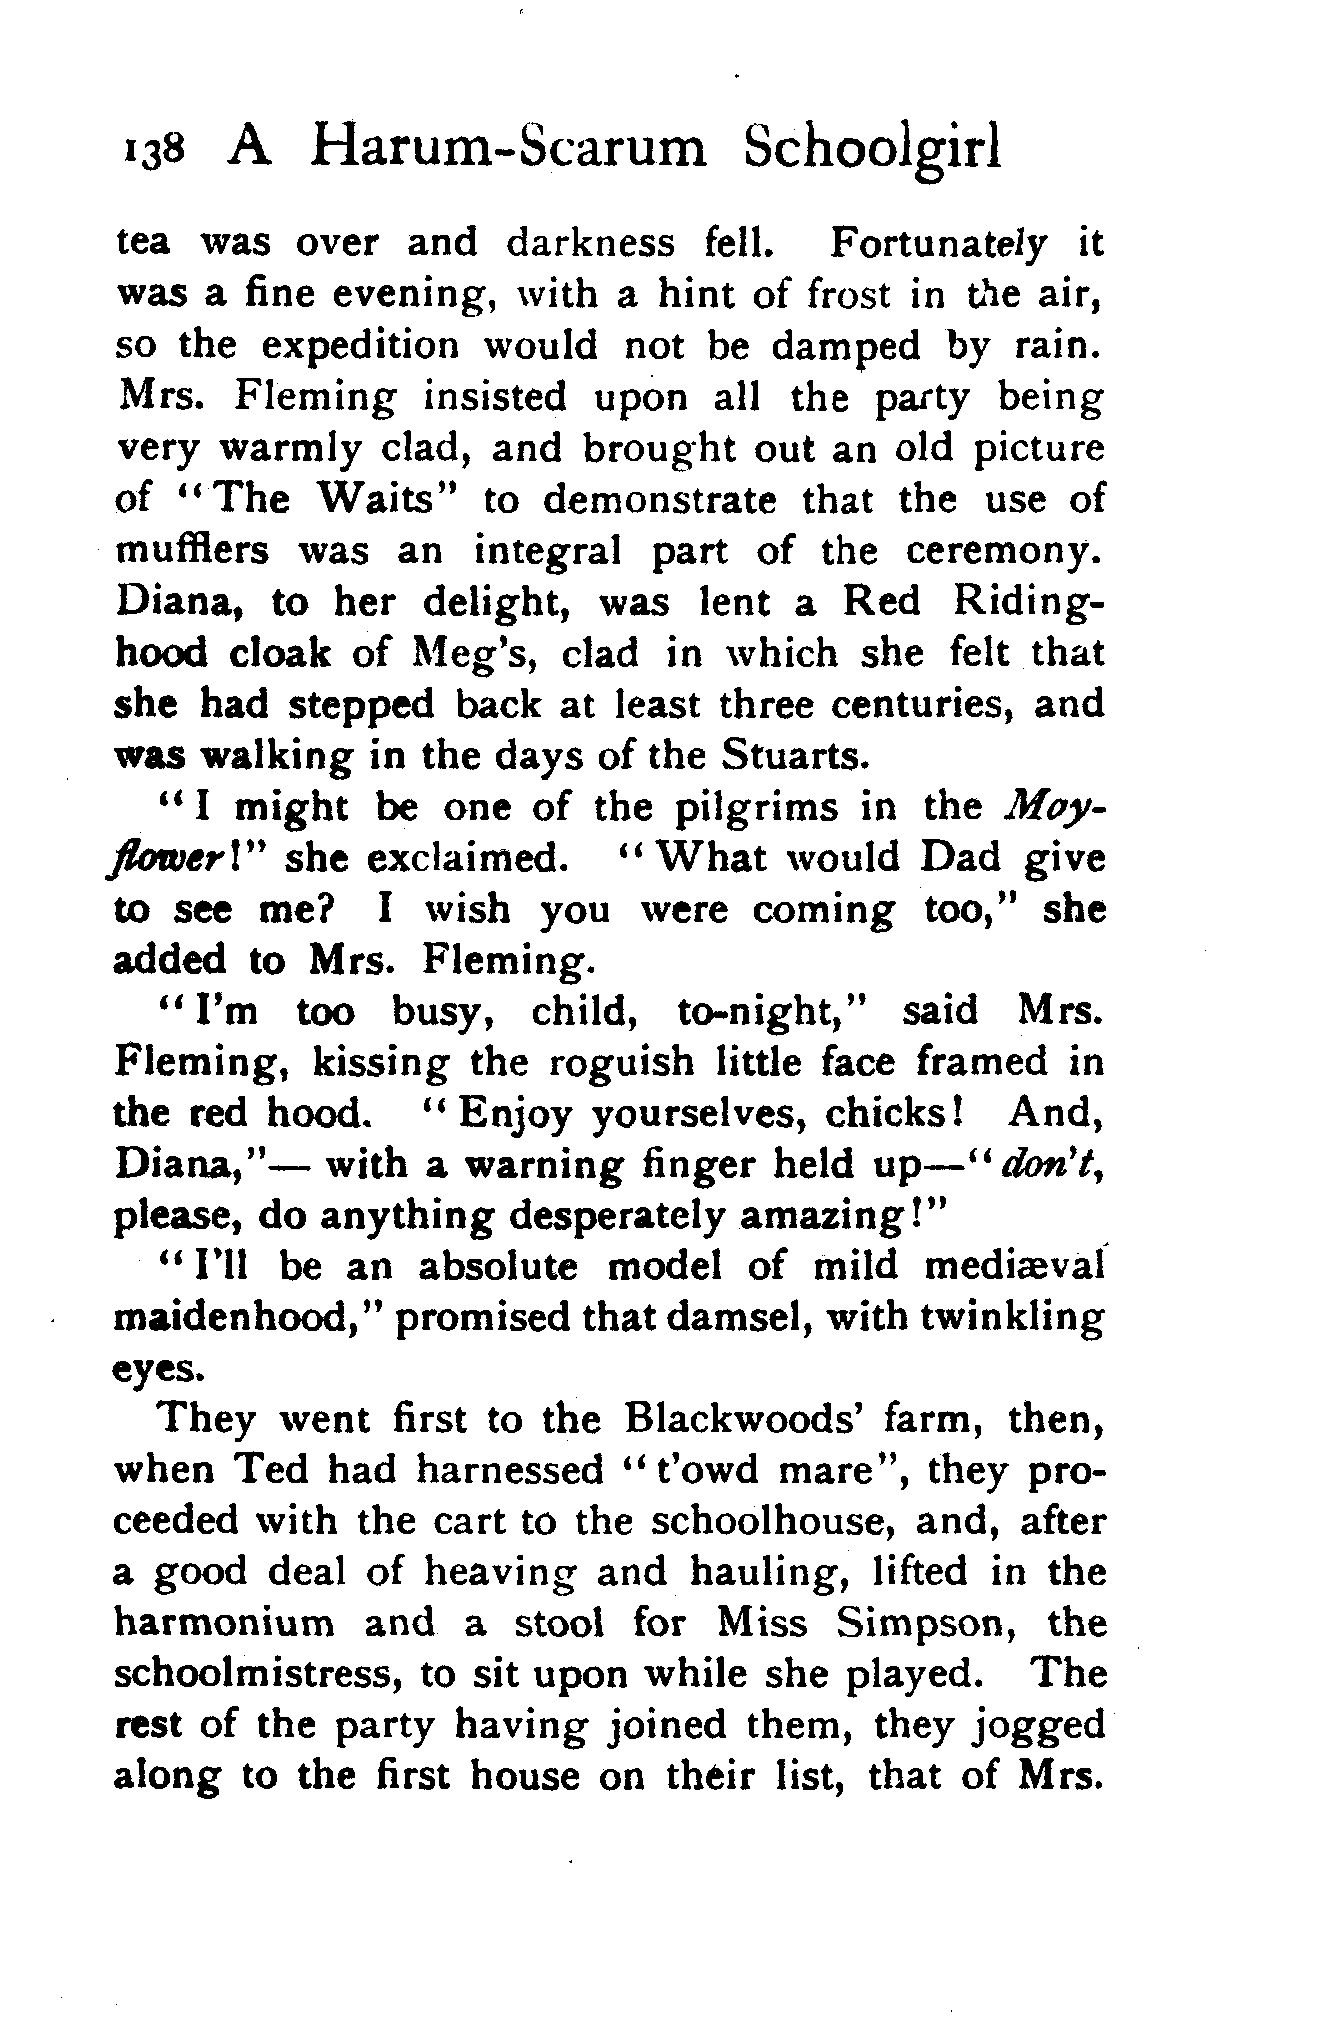 138 A Harum-Scarum Schoolgirl
tea was over and darkness fell. Fortunately it
was a fine evening, with a hint of frost in the air,
so the expedition would not be damped by rain.
Mrs. Fleming insisted upon all the party being
very warmly clad, and brought out an old picture
of "The Waits" to demonstrate that the use of
mufflers was an integral part of the ceremony.
Diana, to her delight, was lent a Red Riding-
hood cloak of Meg's, clad in which she felt that
she had stepped back at least three centuries, and
was walking in the days of the Stuarts.
"I might be one of the pilgrims in the May-
flower!" she exclaimed. "What would Dad give
to see me? I wish you were coming too," she
added to Mrs. Fleming.
"I'm too busy, child, to-night," said Mrs.
Fleming, kissing the roguish little face framed in
the red hood. "Enjoy yourselves, chicks! And,
Diana,"— with a warning finger held up—"don't,
please, do anything desperately amazing!"
"I'll be an absolute model of mild mediæval
maidenhood," promised that damsel, with twinkling
eyes.
They went first to the Blackwoods' farm, then,
when Ted had harnessed "t'owd mare", they pro-
ceeded with the cart to the schoolhouse, and, after
a good deal of heaving and hauling, lifted in the
harmonium and a stool for Miss Simpson, the
schoolmistress, to sit upon while she played. The
rest of the party having joined them, they jogged
along to the first house on their list, that of Mrs.